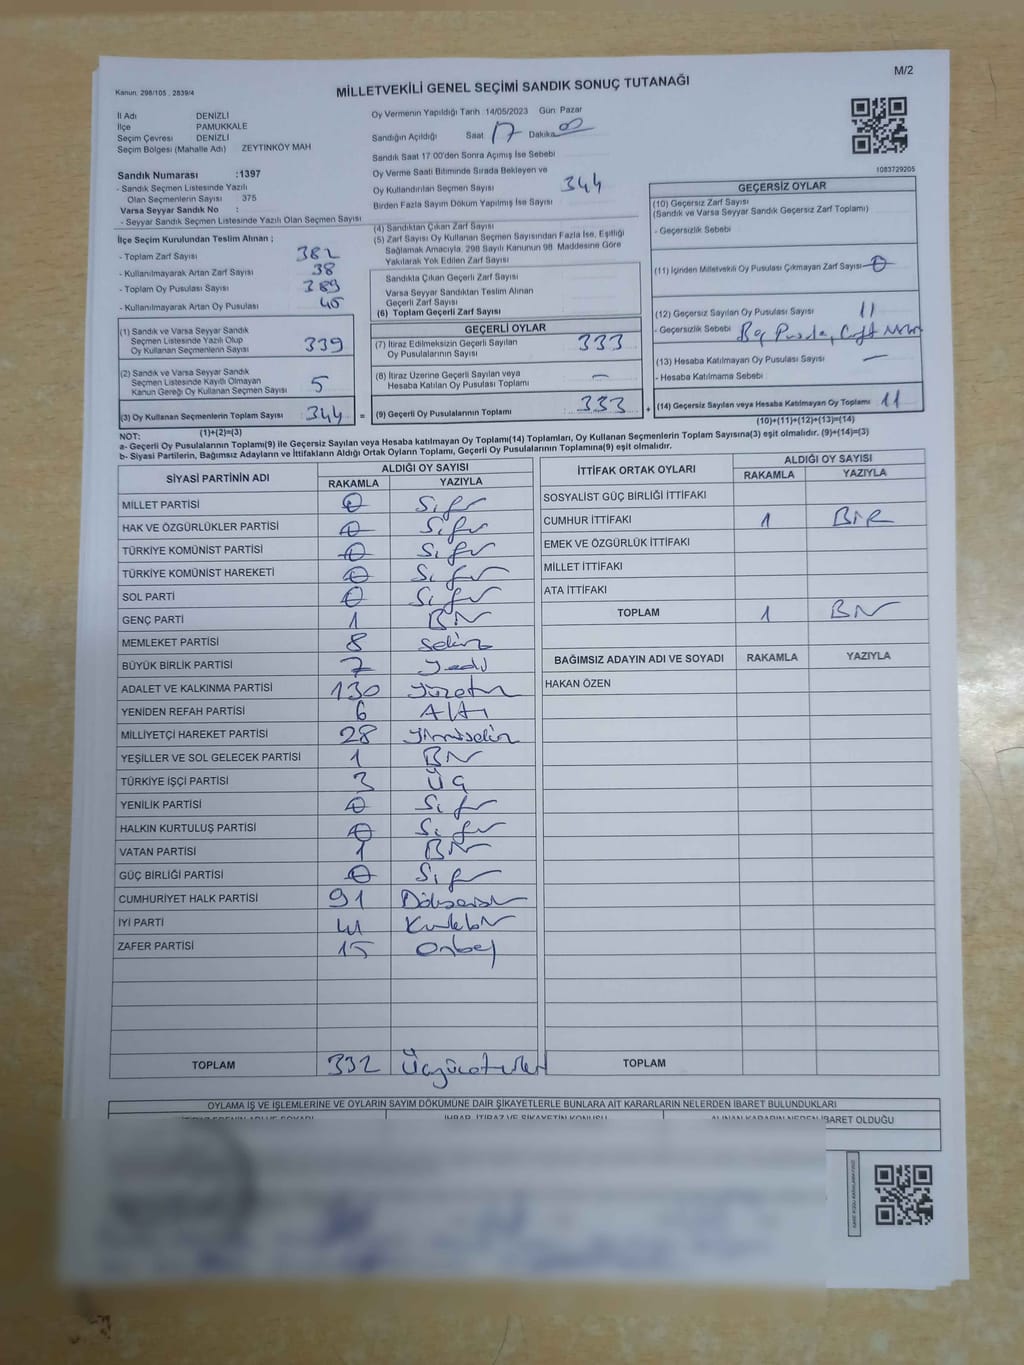 M/2
Kanun: 298/105 , 2839/4
MİLLETVEKİLİ GENEL SEÇİMİ SANDIK SONUÇ TUTANAĞI
İl Adı DENİZLİ
İlçe PAMUKKALE
Seçim Çevresi DENİZLİ
Seçim Bölgesi (Mahalle Adı) ZEYTİNKÖY MAH
Sandık Numarası :1397
- Sandık Seçmen Listesinde Yazılı
Olan Seçmenlerin Sayısı 375
Varsa Seyyar Sandık No :
- Seyyar Sandık Seçmen Listesinde Yazılı Olan Seçmen Sayısı
Oy Vermenin Yapıldığı Tarih 14/05/2023 Gün: Pazar
Sandığın Açıldığı Saat 17 Dakika 00
Sandık Saat 17:00'den Sonra Açımış İse Sebebi
Oy Verme Saati Bitiminde Sırada Bekleyen ve
Oy Kullandırılan Seçmen Sayısı 344
Birden Fazla Sayım Döküm Yapılmış İse Sayısı
1083729205
İlçe Seçim Kurulundan Teslim Alınan ;
- Toplam Zarf Sayısı 382
- Kullanılmayarak Artan Zarf Sayısı 38
- Toplam Oy Pusulası Sayısı 389
- Kullanılmayarak Artan Oy Pusulası 45
(4) Sandıktan Çıkan Zarf Sayısı
(5) Zarf Sayısı Oy Kullanan Seçmen Sayısından Fazla İse, Eşitliği
Sağlamak Amacıyla, 298 Sayılı Kanunun 98. Maddesine Göre
Yakılarak Yok Edilen Zarf Sayısı
Sandıkta Çıkan Geçerli Zarf Sayısı
Varsa Seyyar Sandıktan Teslim Alınan
Geçerli Zarf Sayısı
(6) Toplam Geçerli Zarf Sayısı
GEÇERSİZ OYLAR
(10) Geçersiz Zarf Sayısı
(Sandık ve Varsa Seyyar Sandık Geçersiz Zarf Toplamı)
- Geçersizlik Sebebi
(11) İçinden Milletvekili Oy Pusulası Çıkmayan Zarf Sayısı 0
(12) Geçersiz Sayılan Oy Pusulası Sayısı 11
- Geçersizlik Sebebi
(13) Hesaba Katılmayan Oy Pusulası Sayısı —
- Hesaba Katılmama Sebebi
(14) Geçersiz Sayılan veya Hesaba Katılmayan Oy Toplamı 11
(10)+(11)+(12)+(13)=(14)
(1) Sandık ve Varsa Seyyar Sandık
Seçmen Listesinde Yazılı Olup
Oy Kullanan Seçmenlerin Sayısı 339
(2) Sandık ve Varsa Seyyar Sandık
Seçmen Listesinde Kayıtlı Olmayan
Kanun Gereği Oy Kullanan Seçmen Sayısı 5
(3) Oy Kullanan Seçmenlerin Toplam Sayısı 344 =
(1)+(2)=(3)
GEÇERLİ OYLAR
(7) İtiraz Edilmeksizin Geçerli Sayılan
Oy Pusulalarının Sayısı 333
(8) İtiraz Üzerine Geçerli Sayılan veya
Hesaba Katılan Oy Pusulası Toplamı —
(9) Geçerli Oy Pusulalarının Toplamı 333 +
NOT:
a- Geçerli Oy Pusulalarının Toplamı(9) ile Geçersiz Sayılan veya Hesaba katılmayan Oy Toplamı(14) Toplamları, Oy Kullanan Seçmenlerin Toplam Sayısına(3) eşit olmalıdır. (9)+(14)=(3)
b- Siyasi Partilerin, Bağımsız Adayların ve İttifakların Aldığı Ortak Oyların Toplamı, Geçerli Oy Pusulalarının Toplamına(9) eşit olmalıdır.
SİYASİ PARTİNİN ADI ALDIĞI OY SAYISI
RAKAMLA YAZIYLA
MİLLET PARTİSİ 0 Sıfır
HAK VE ÖZGÜRLÜKLER PARTİSİ 0 Sıfır
TÜRKİYE KOMÜNİST PARTİSİ 0 Sıfır
TÜRKİYE KOMÜNİST HAREKETİ 0 Sıfır
SOL PARTİ 0 Sıfır
GENÇ PARTİ 1 Bir
MEMLEKET PARTİSİ 8 Sekiz
BÜYÜK BİRLİK PARTİSİ 7 Yedi
ADALET VE KALKINMA PARTİSİ 130 Yüzotuz
YENİDEN REFAH PARTİSİ 6 Altı
MİLLİYETÇİ HAREKET PARTİSİ 28 Yirmisekiz
YEŞİLLER VE SOL GELECEK PARTİSİ 1 Bir
TÜRKİYE İŞÇİ PARTİSİ 3 Üç
YENİLİK PARTİSİ 0 Sıfır
HALKIN KURTULUŞ PARTİSİ 0 Sıfır
VATAN PARTİSİ 1 Bir
GÜÇ BİRLİĞİ PARTİSİ 0 Sıfır
CUMHURİYET HALK PARTİSİ 91 Doksanbir
İYİ PARTİ 41 Kırkbir
ZAFER PARTİSİ 15 Onbeş
TOPLAM 332
İTTİFAK ORTAK OYLARI ALDIĞI OY SAYISI
RAKAMLA YAZIYLA
SOSYALİST GÜÇ BİRLİĞİ İTTİFAKI
CUMHUR İTTİFAKI 1 BİR
EMEK VE ÖZGÜRLÜK İTTİFAKI
MİLLET İTTİFAKI
ATA İTTİFAKI
TOPLAM 1 Bir
BAĞIMSIZ ADAYIN ADI VE SOYADI RAKAMLA YAZIYLA
HAKAN ÖZEN
TOPLAM
OYLAMA İŞ VE İŞLEMLERİNE VE OYLARIN SAYIM DÖKÜMÜNE DAİR ŞİKAYETLERLE BUNLARA AİT KARARLARIN NELERDEN İBARET BULUNDUKLARI
İHBAR, İTİRAZ VE ŞİKAYETİN KONUSU ALINAN KARARIN NEDEN İBARET OLDUĞU